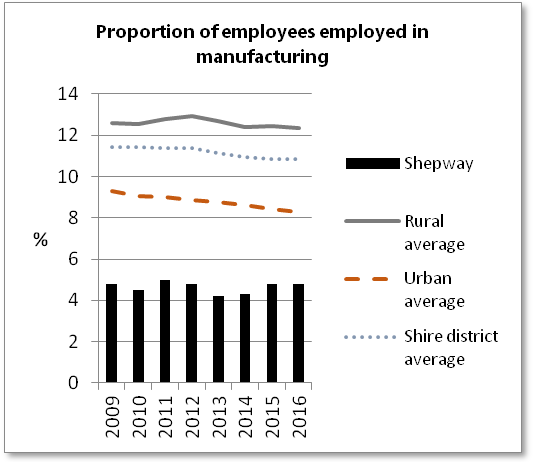 Proportion of employees employed in
manufacturing
14
12
10
8
6
4
2
0
%
2009
2010
2011
2012
2013
2014
2015
2016
Shepway
Rural
average
Urban
average
Shire district
average